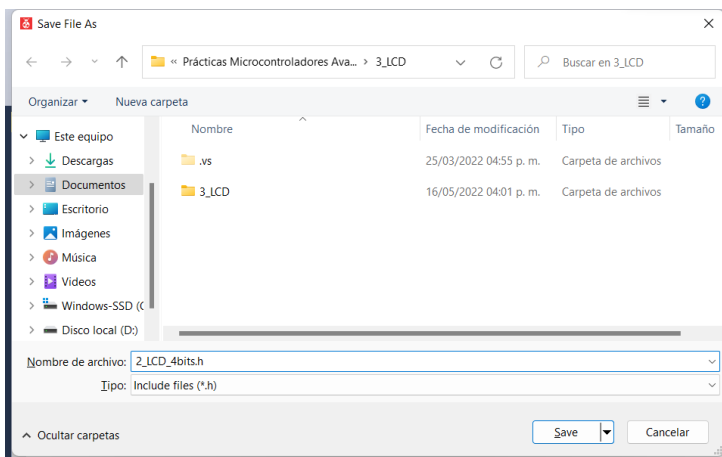 Save File As
« Prácticas Microcontroladores Ava... > 3_LCD
Buscar en 3_LCD
Organizar
Nueva carpeta
Nombre Fecha de modificación Tipo Tamaño
Este equipo
Descargas
Documentos
Escritorio
Imágenes
Música
Videos
Windows-SSD (C
Disco local (D:)
.vs 25/03/2022 04:55 p. m. Carpeta de archivos
3_LCD 16/05/2022 04:01 p. m. Carpeta de archivos
Nombre de archivo: 2_LCD_4bits.h
Tipo: Include files (*.h)
Ocultar carpetas
Save
Cancelar